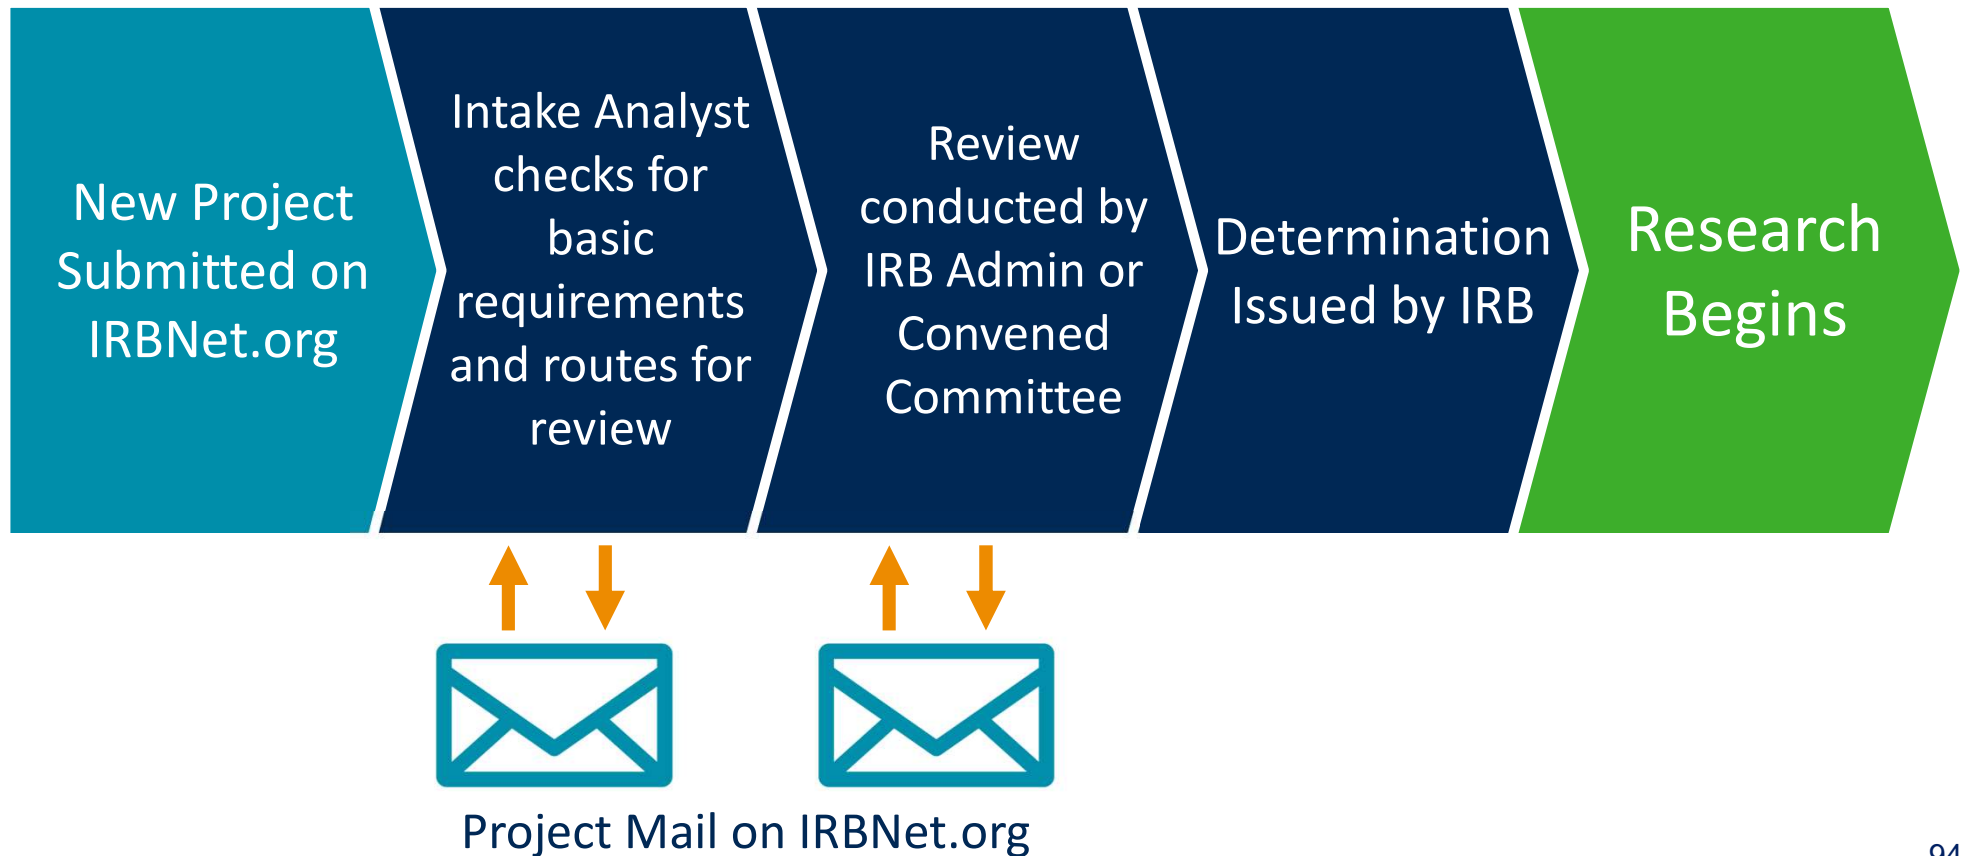 New Project
Submitted on
IRBNet.org
Intake Analyst
checks for
basic
requirements
and routes for
review
Review
conducted by
IRB Admin or
Convened
Committee
Determination
Issued by IRB
Research
Begins
Project Mail on IRBNet.org
94